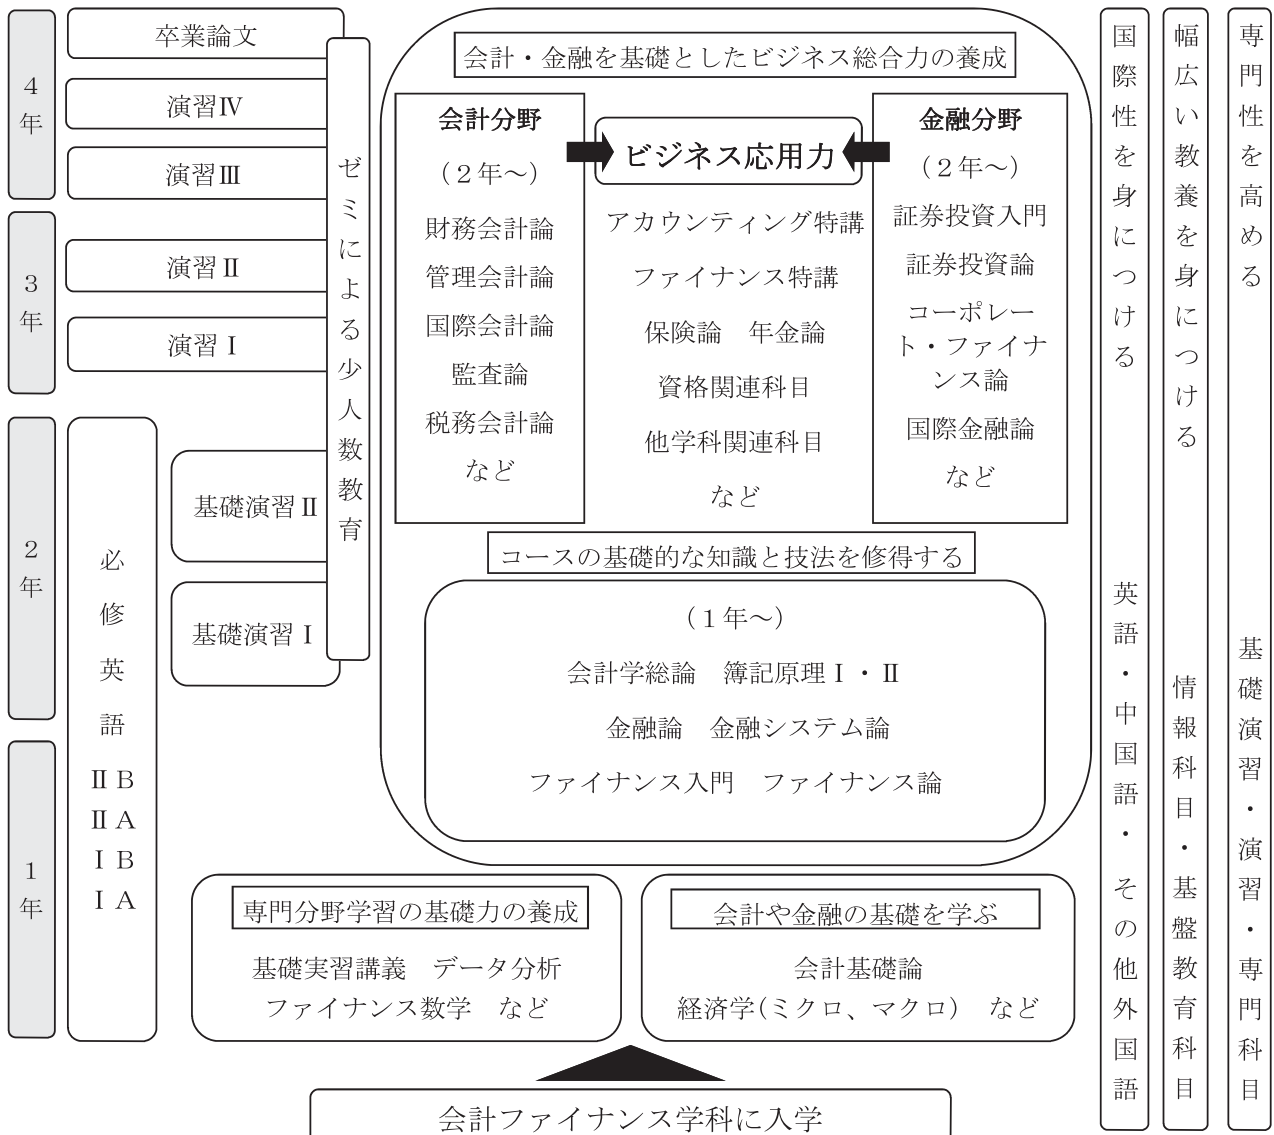 4年
3年
2年
1年
卒業論文
演習Ⅳ
演習Ⅲ
演習Ⅱ
演習Ⅰ
基礎演習Ⅱ
基礎演習Ⅰ
ゼミによる少人数教育
必修英語
ⅡB
ⅡA
ⅠB
ⅠA
会計・金融を基礎としたビジネス総合力の養成
会計分野
(2年～)
財務会計論
管理会計論
国際会計論
監査論
税務会計論
など
ビジネス応用力
アカウンティング特講
ファイナンス特講
保険論 年金論
資格関連科目
他学科関連科目
など
金融分野
(2年～)
証券投資入門
証券投資論
コーポレー
ト・ファイナ
ンス論
国際金融論
など
コースの基礎的な知識と技法を修得する
(1年～)
会計学総論 簿記原理Ⅰ・Ⅱ
金融論 金融システム論
ファイナンス入門 ファイナンス論
専門分野学習の基礎力の養成
基礎実習講義 データ分析
ファイナンス数学 など
会計や金融の基礎を学ぶ
会計基礎論
経済学(ミクロ、マクロ) など
会計ファイナンス学科に入学
国際性を身につける 英語・中国語・その他外国語
幅広い教養を身につける 情報科目・基盤教育科目
専門性を高める 基礎演習・演習・専門科目